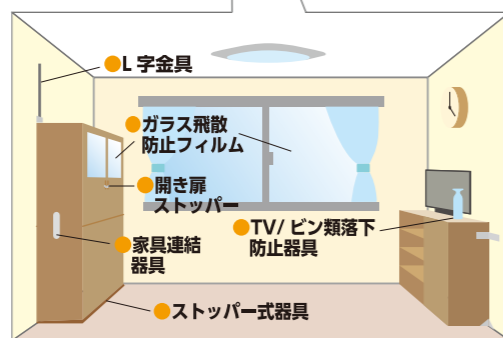 ●L字金具
●ガラス飛散
防止フィルム
●開き扉
ストッパー
●TV/ビン類落下
防止器具
●家具連結
器具
●ストッパー式器具